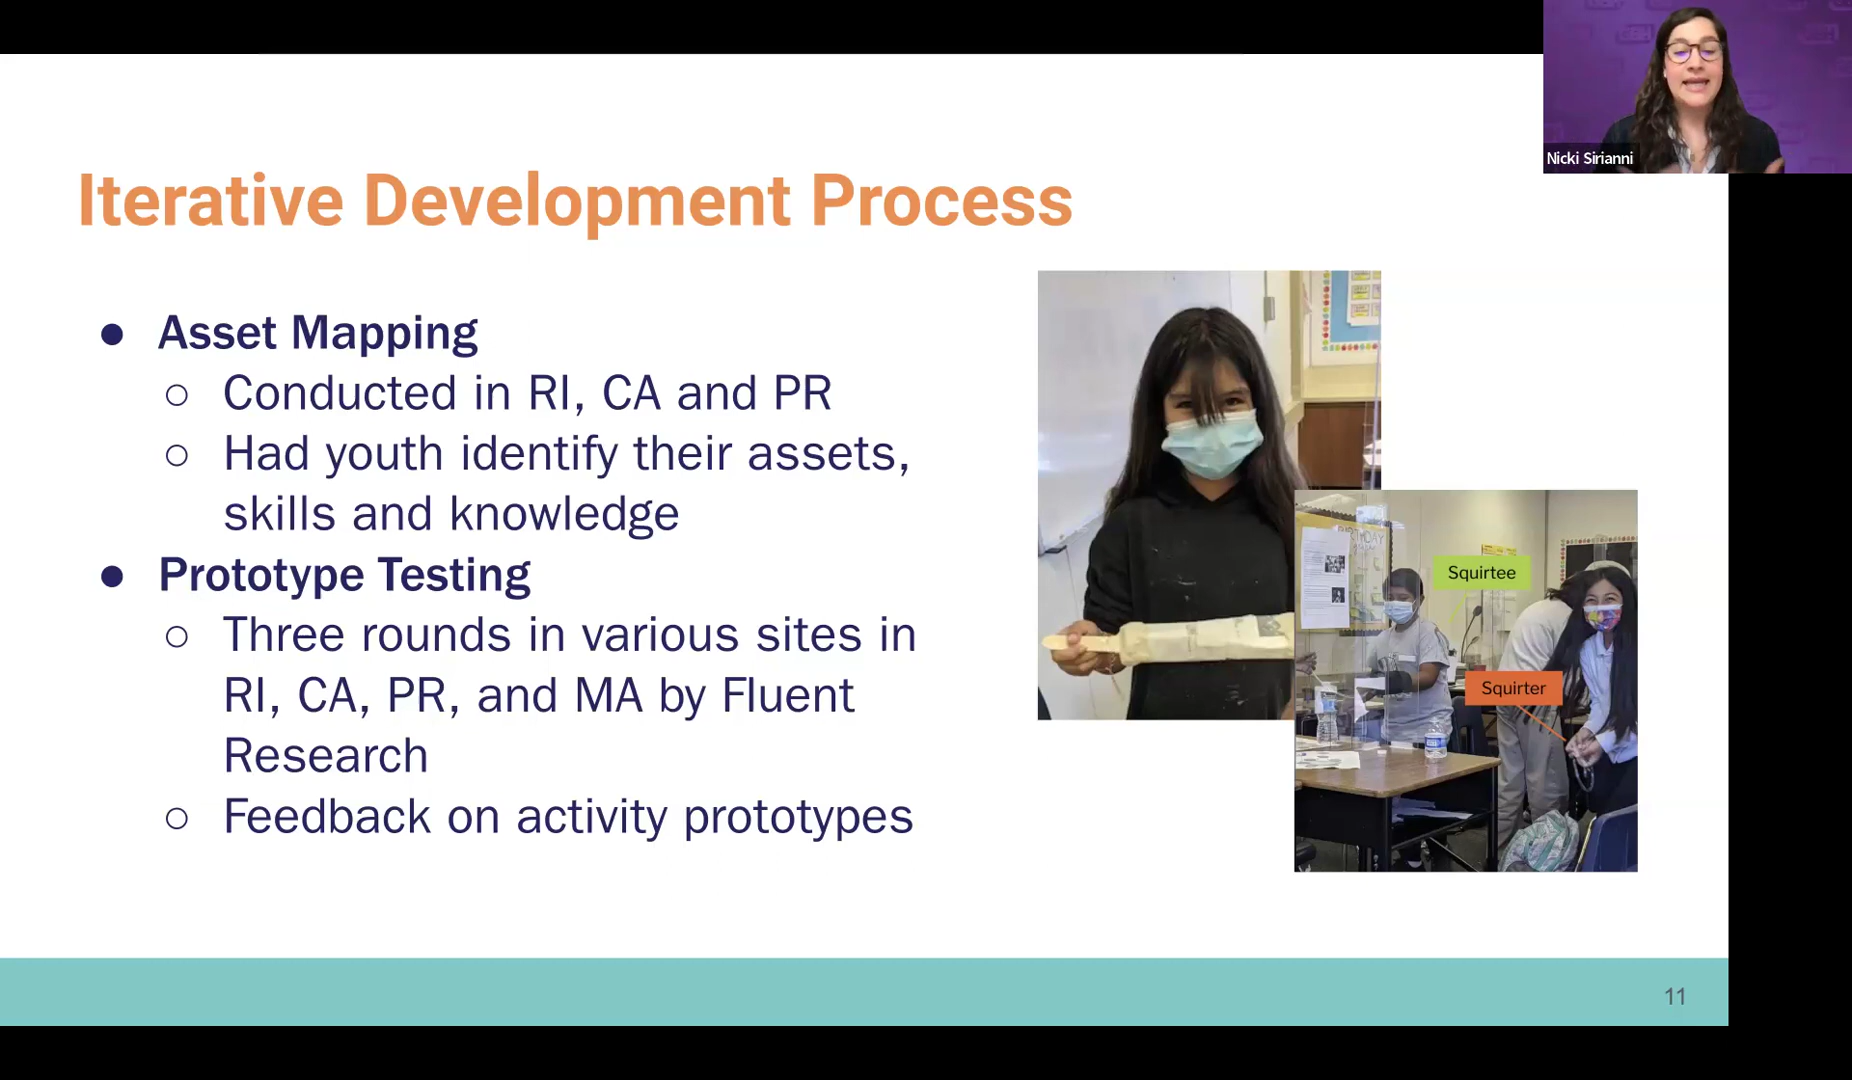 Nicki Sirianni
Iterative Development Process
● Asset Mapping
○ Conducted in RI, CA and PR
○ Had youth identify their assets,
skills and knowledge
● Prototype Testing
○ Three rounds in various sites in
RI, CA, PR, and MA by Fluent
Research
○ Feedback on activity prototypes
Squirtee
Squirter
11